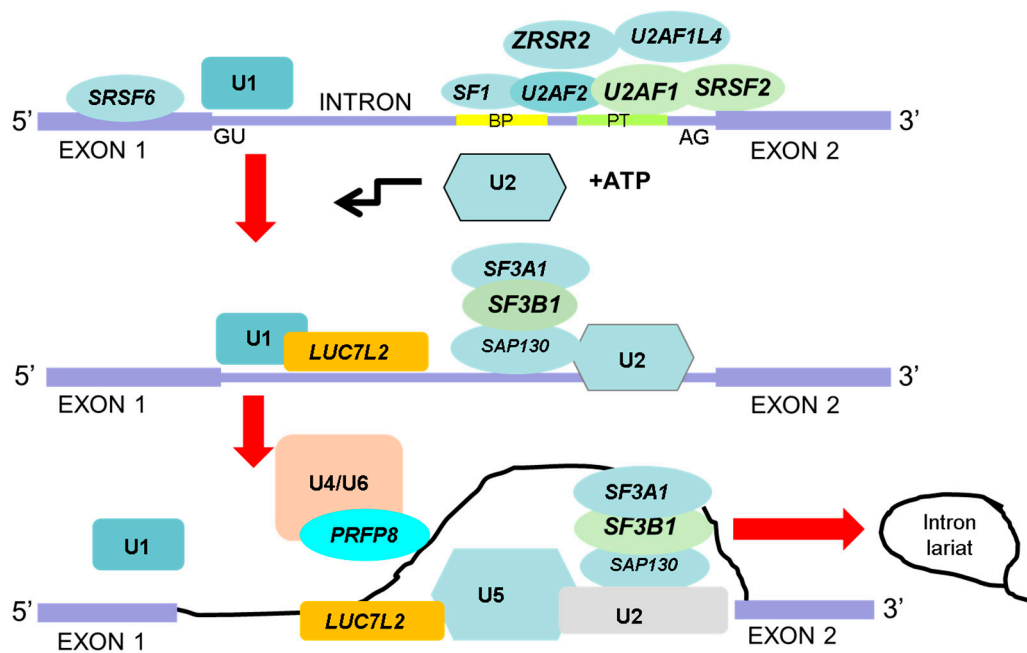 ZRSR2
U2AF1L4
SRSF6
U1
INTRON
SF1
U2AF2
U2AF1
SRSF2
5’
BP
PT
3’
EXON 1
GU
AG
EXON 2
U2
+ATP
SF3A1
SF3B1
U1
LUC7L2
SAP130
U2
5’
3’
EXON 1
EXON 2
U4/U6
PRFP8
SF3A1
SF3B1
SAP130
U1
Intron
lariat
5’
LUC7L2
U5
U2
3’
EXON 1
EXON 2